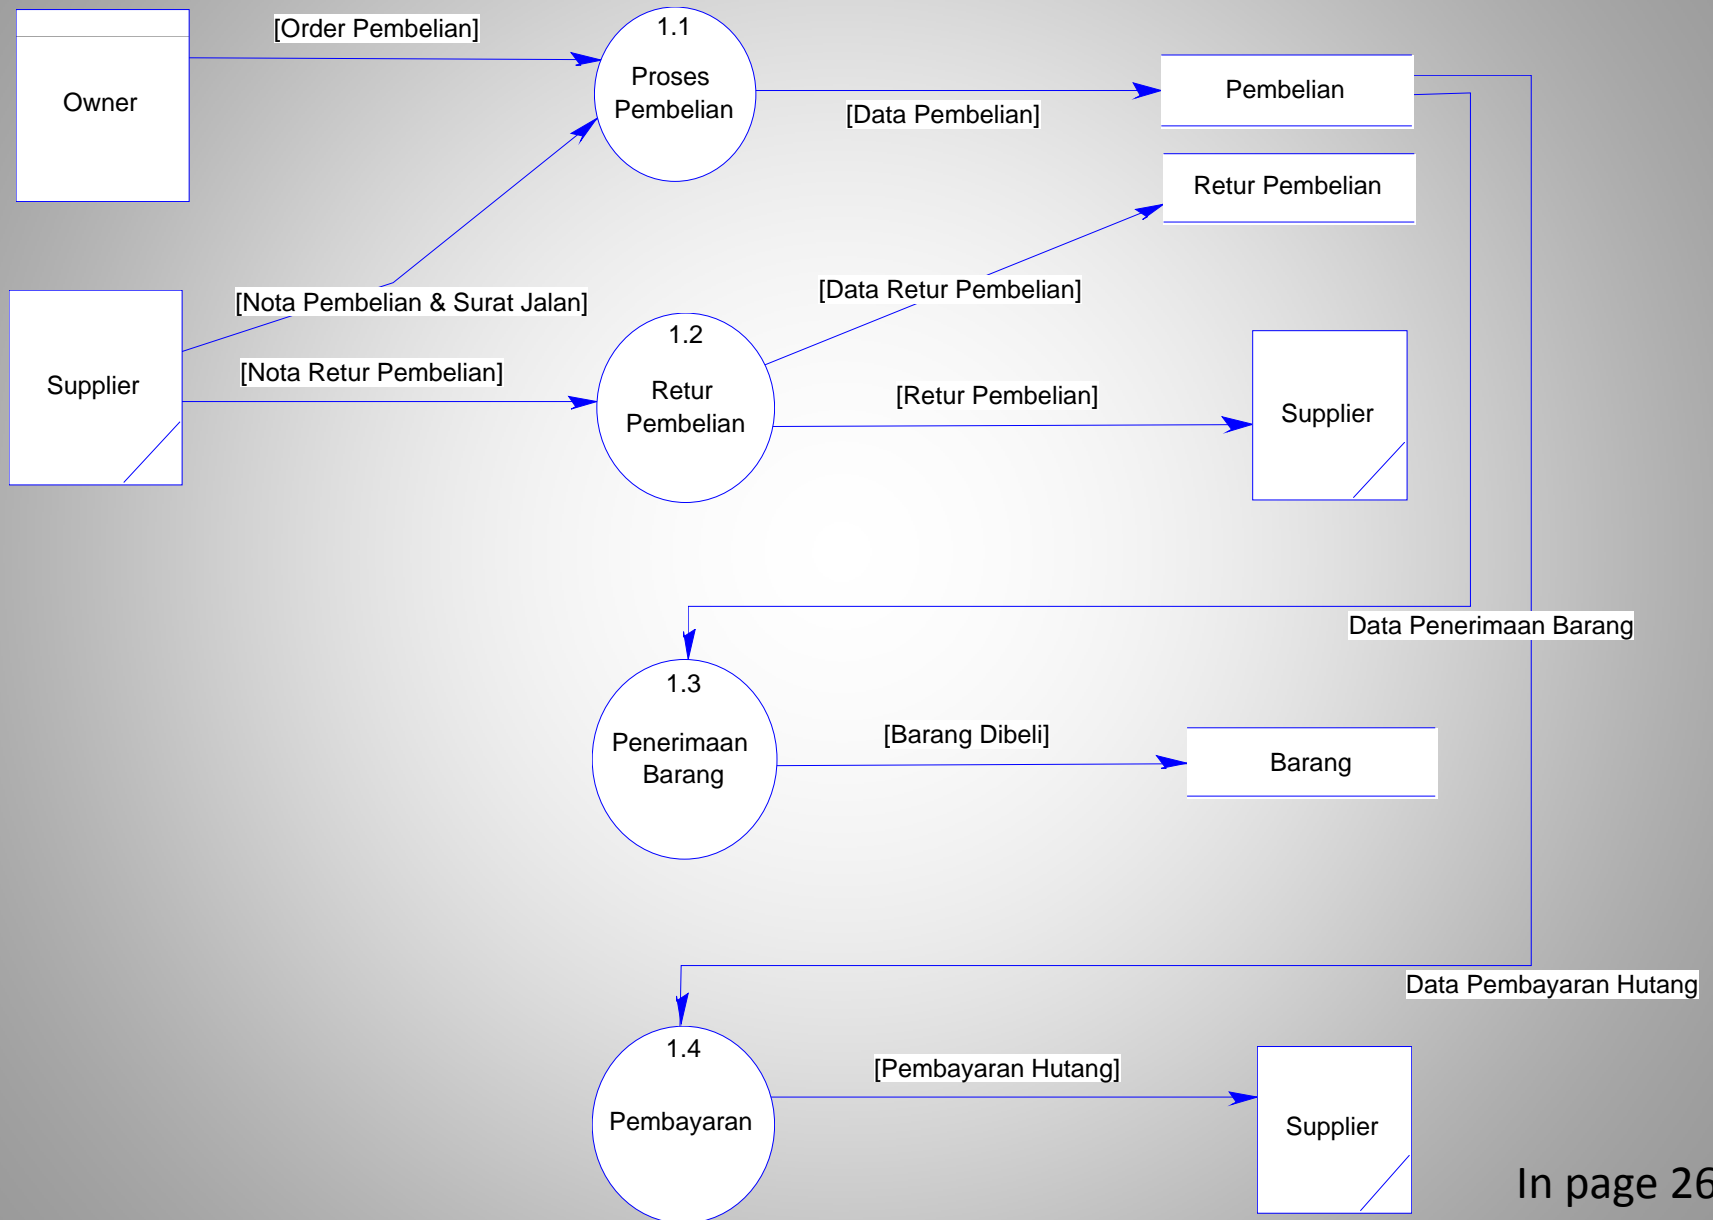 [Order Pembelian]
1.1
Proses
Pembelian
Owner
[Data Pembelian]
Pembelian
Retur Pembelian
[Nota Pembelian & Surat Jalan]
[Data Retur Pembelian]
Supplier
[Nota Retur Pembelian]
1.2
Retur
Pembelian
[Retur Pembelian]
Supplier
Data Penerimaan Barang
1.3
Penerimaan
Barang
[Barang Dibeli]
Barang
Data Pembayaran Hutang
1.4
Pembayaran
[Pembayaran Hutang]
Supplier
In page 26